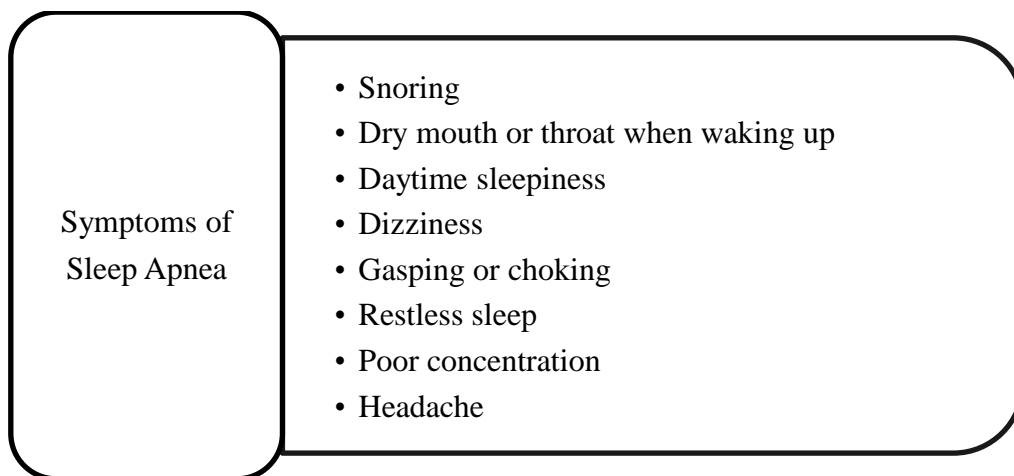 Symptoms of
Sleep Apnea
• Snoring
• Dry mouth or throat when waking up
• Daytime sleepiness
• Dizziness
• Gasping or choking
• Restless sleep
• Poor concentration
• Headache